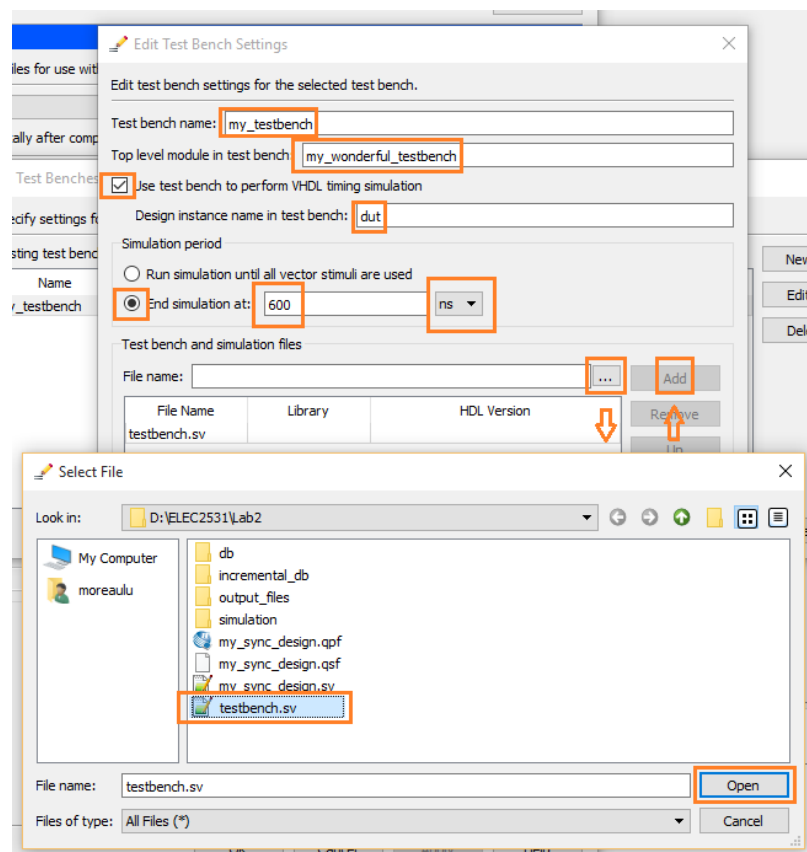 iles for use wit
Edit Test Bench Settings
Edit test bench settings for the selected test bench.
Test bench name: my_testbench
ally after comp
Top level module in test bench: my_wonderful_testbench
Test Benches
Use test bench to perform VHDL timing simulation
ecify settings fo
Design instance name in test bench: dut
Simulation period
sting test benc
New
Run simulation until all vector stimuli are used
Name
Edi
End simulation at: 600 ns
_testbench
Del
Test bench and simulation files
File name: ... Add
File Name Library HDL Version Remove
testbench.sv
Up
Select File
Look in: D:\ELEC2531\Lab2
My Computer
moreaulu
db
incremental_db
output_files
simulation
my_sync_design.qpf
my_sync_design.qsf
my_sync_design.sv
testbench.sv
File name: testbench.sv Open
Files of type: All Files (*) Cancel